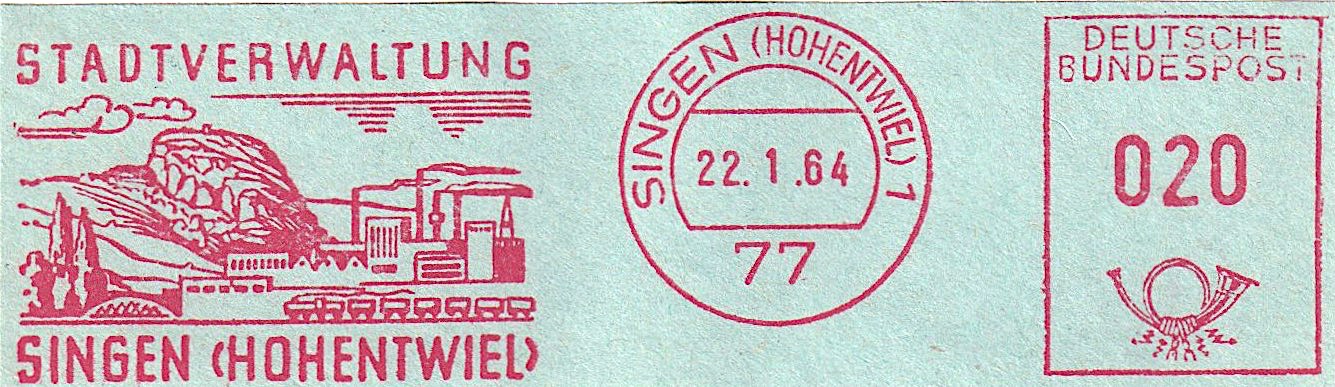 STADTVERWALTUNG
SINGEN (HOHENTWIEL)
SINGEN (HOHENTWIEL) 1
22.1.64
77
DEUTSCHE
BUNDESPOST
020